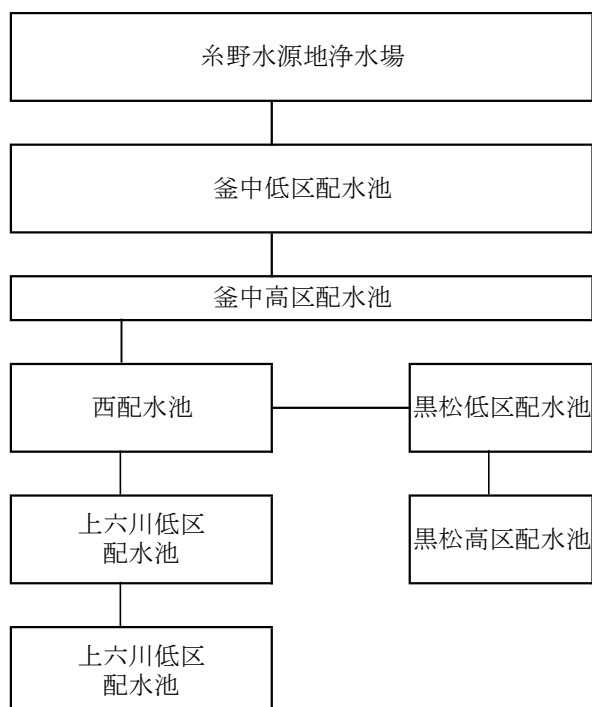 糸野水源地浄水場
釜中低区配水池
釜中高区配水池
西配水池
黒松低区配水池
上六川低区
配水池
黒松高区配水池
上六川低区
配水池